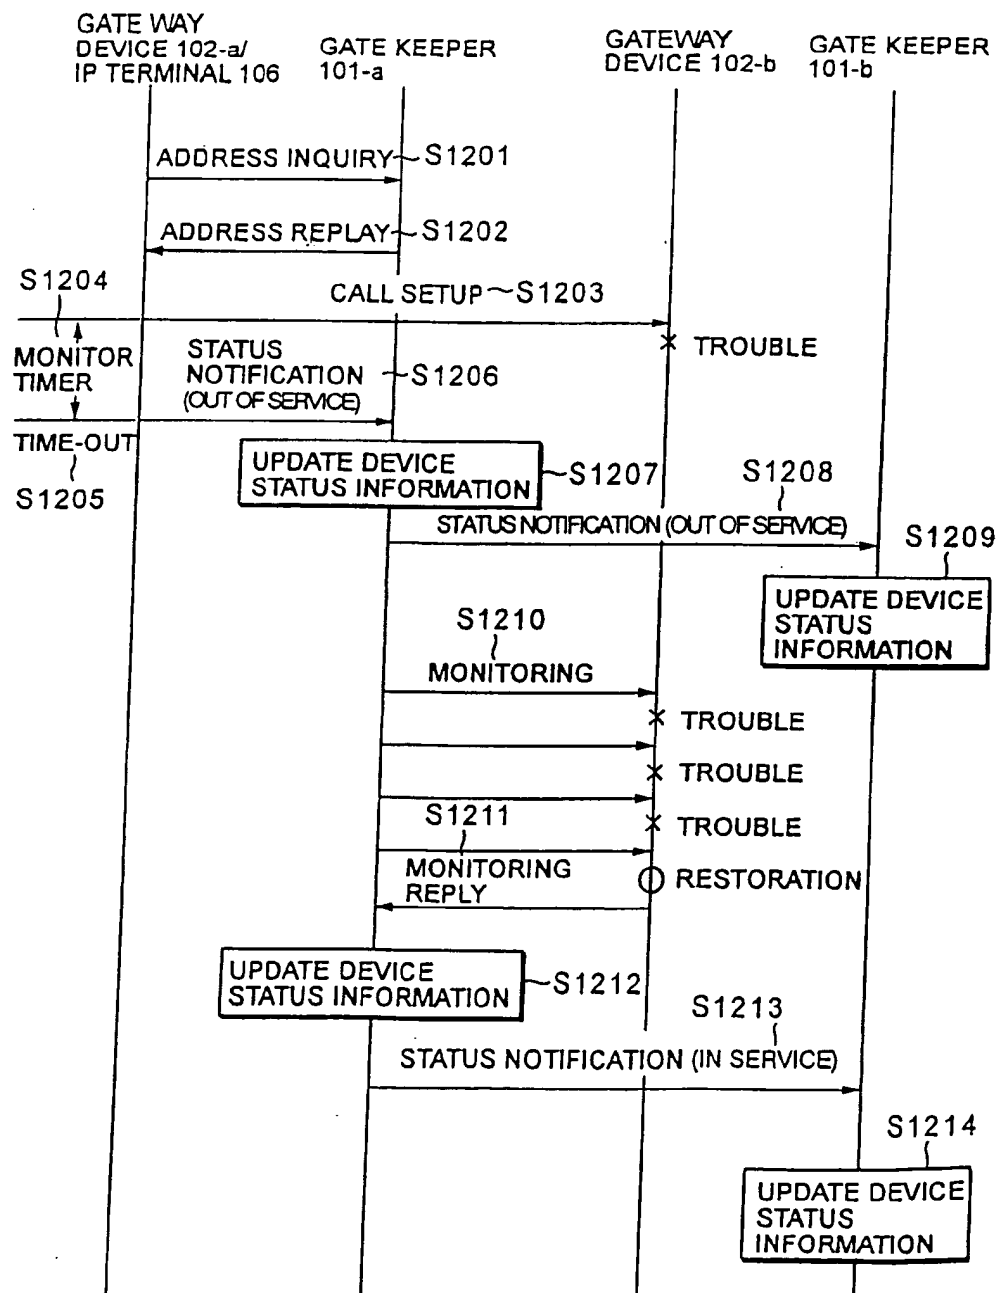 GATE WAY
DEVICE 102-a/
IP TERMINAL 106
GATE KEEPER
101-a
GATEWAY
DEVICE 102-b
GATE KEEPER
101-b
ADDRESS INQUIRY
S1201
ADDRESS REPLAY
S1202
S1204
CALL SETUP
S1203
MONITOR
TIMER
STATUS
NOTIFICATION
(OUT OF SERVICE)
S1206
TROUBLE
TIME-OUT
S1205
UPDATE DEVICE
STATUS INFORMATION
S1207
S1208
STATUS NOTIFICATION (OUT OF SERVICE)
S1209
UPDATE DEVICE
STATUS
INFORMATION
S1210
MONITORING
TROUBLE
TROUBLE
TROUBLE
S1211
MONITORING
REPLY
RESTORATION
UPDATE DEVICE
STATUS INFORMATION
S1212
S1213
STATUS NOTIFICATION (IN SERVICE)
S1214
UPDATE DEVICE
STATUS
INFORMATION